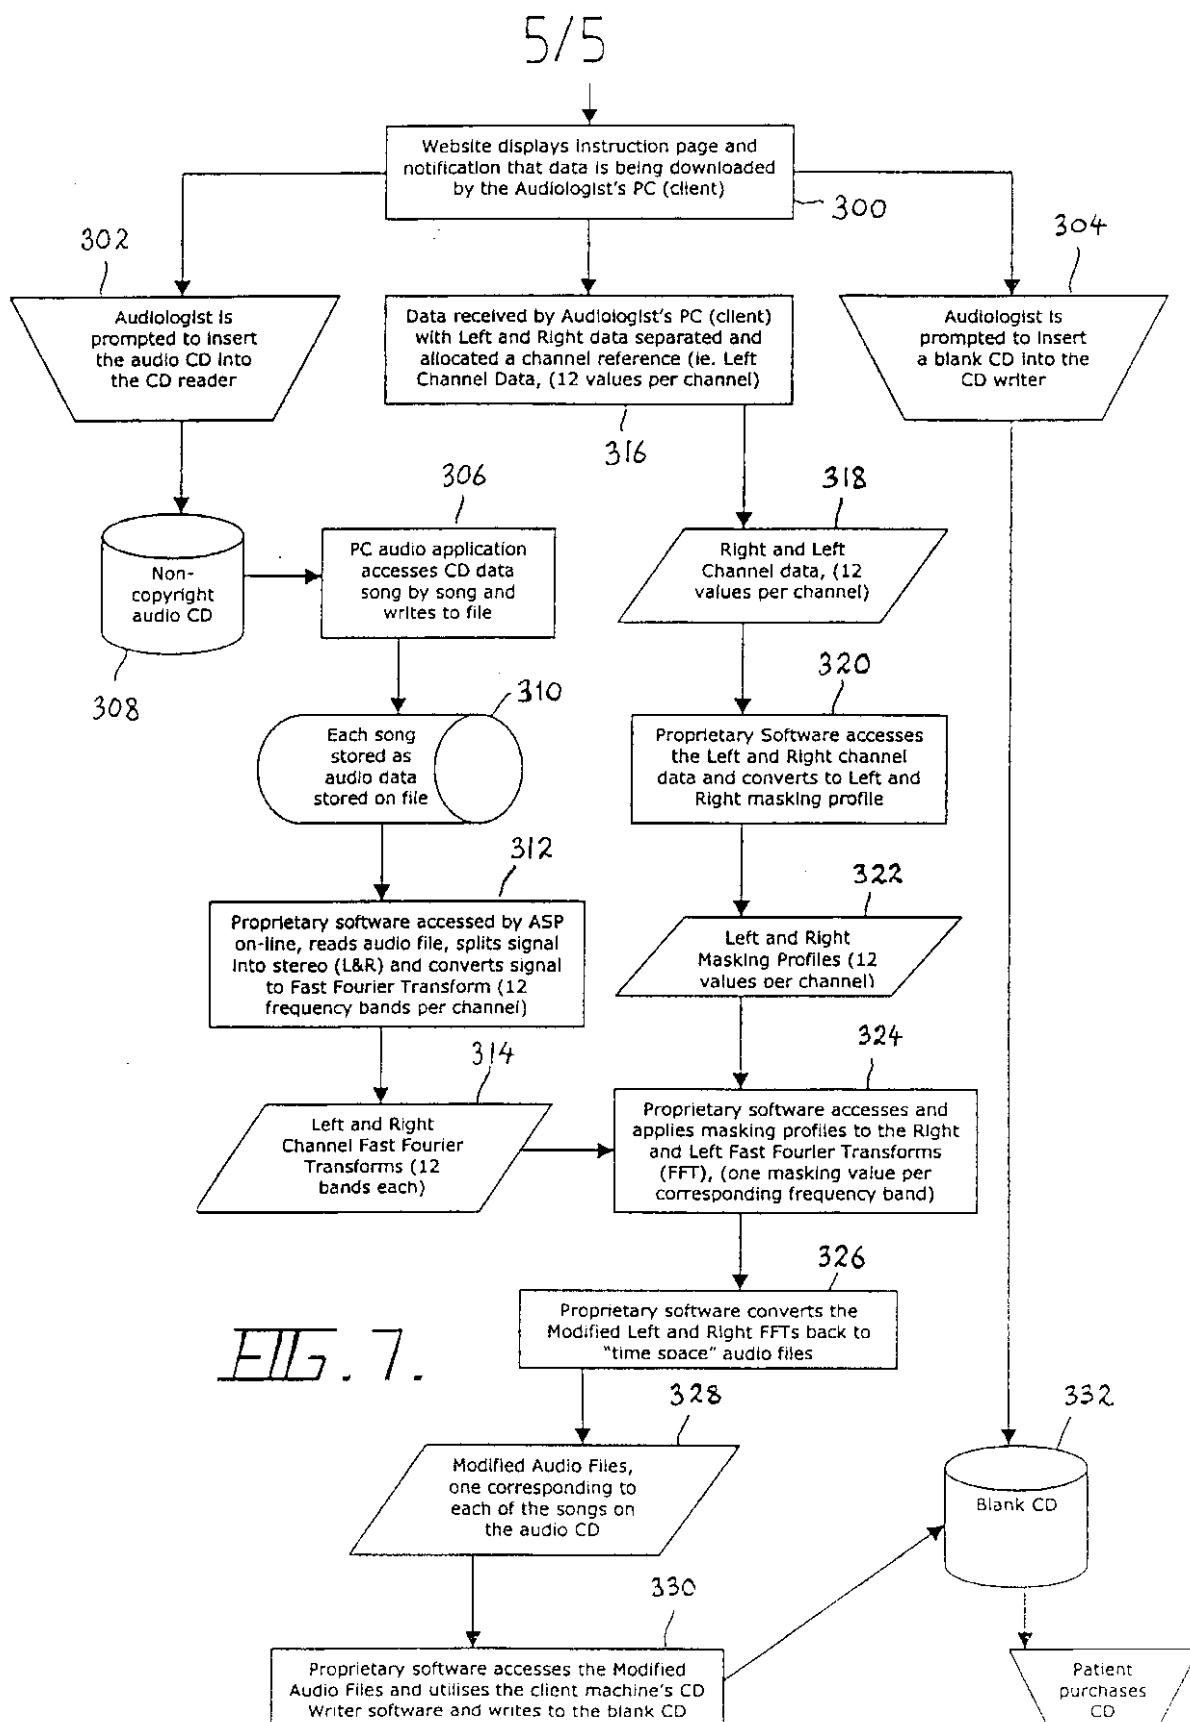 5/5
Website displays instruction page and
notification that data is being downloaded
by the Audiologist's PC (client)
300
302
304
Audiologist is
prompted to insert
the audio CD into
the CD reader
Data received by Audiologist's PC (client)
with Left and Right data separated and
allocated a channel reference (ie. Left
Channel Data, (12 values per channel)
Audiologist is
prompted to insert
a blank CD into the
CD writer
316
306
318
Non-
copyright
audio CD
PC audio application
accesses CD data
song by song and
writes to file
Right and Left
Channel data, (12
values per channel)
308
310
320
Each song
stored as
audio data
stored on file
Proprietary Software accesses
the Left and Right channel
data and converts to Left and
Right masking profile
312
322
Proprietary software accessed by ASP
on-line, reads audio file, splits signal
into stereo (L&R) and converts signal
to Fast Fourier Transform (12
frequency bands per channel)
Left and Right
Masking Profiles (12
values per channel)
314
324
Left and Right
Channel Fast Fourier
Transforms (12
bands each)
Proprietary software accesses and
applies masking profiles to the Right
and Left Fast Fourier Transforms
(FFT), (one masking value per
corresponding frequency band)
326
Proprietary software converts the
Modified Left and Right FFTs back to
"time space" audio files
FIG. 7.
328
332
Modified Audio Files,
one corresponding to
each of the songs on
the audio CD
Blank CD
330
Proprietary software accesses the Modified
Audio Files and utilises the client machine's CD
Writer software and writes to the blank CD
Patient
purchases
CD